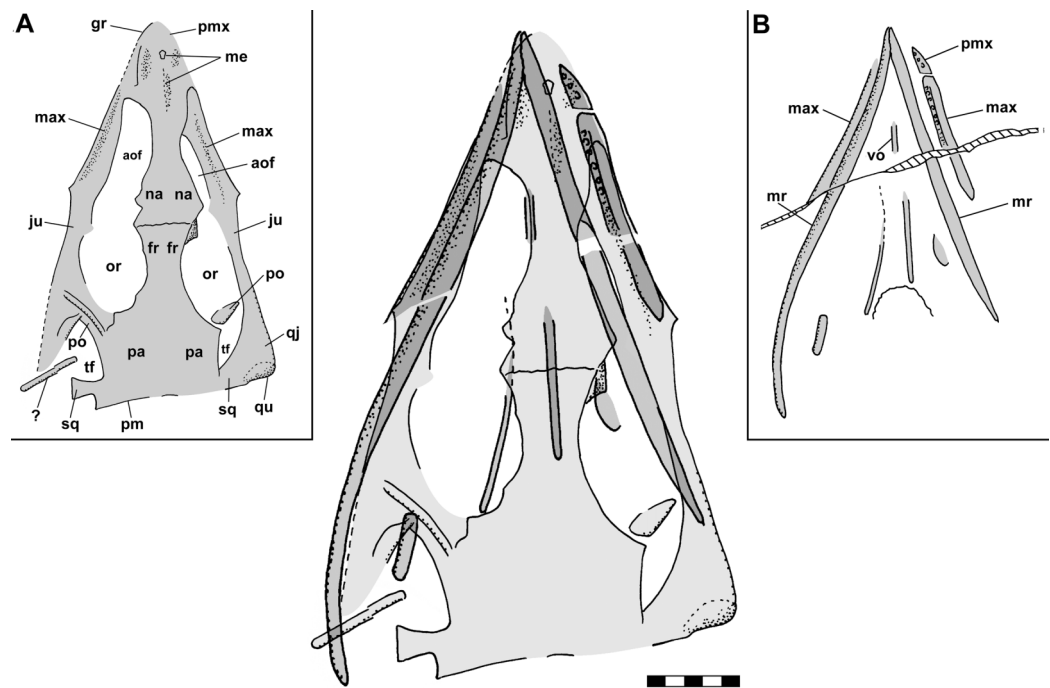 A
gr
pmx
me
max
max
aof
aof
na
na
ju
ju
fr
fr
or
or
po
po
qj
pa
pa
tf
tf
?
sq
pm
sq
qu
B
pmx
max
max
vo
mr
mr